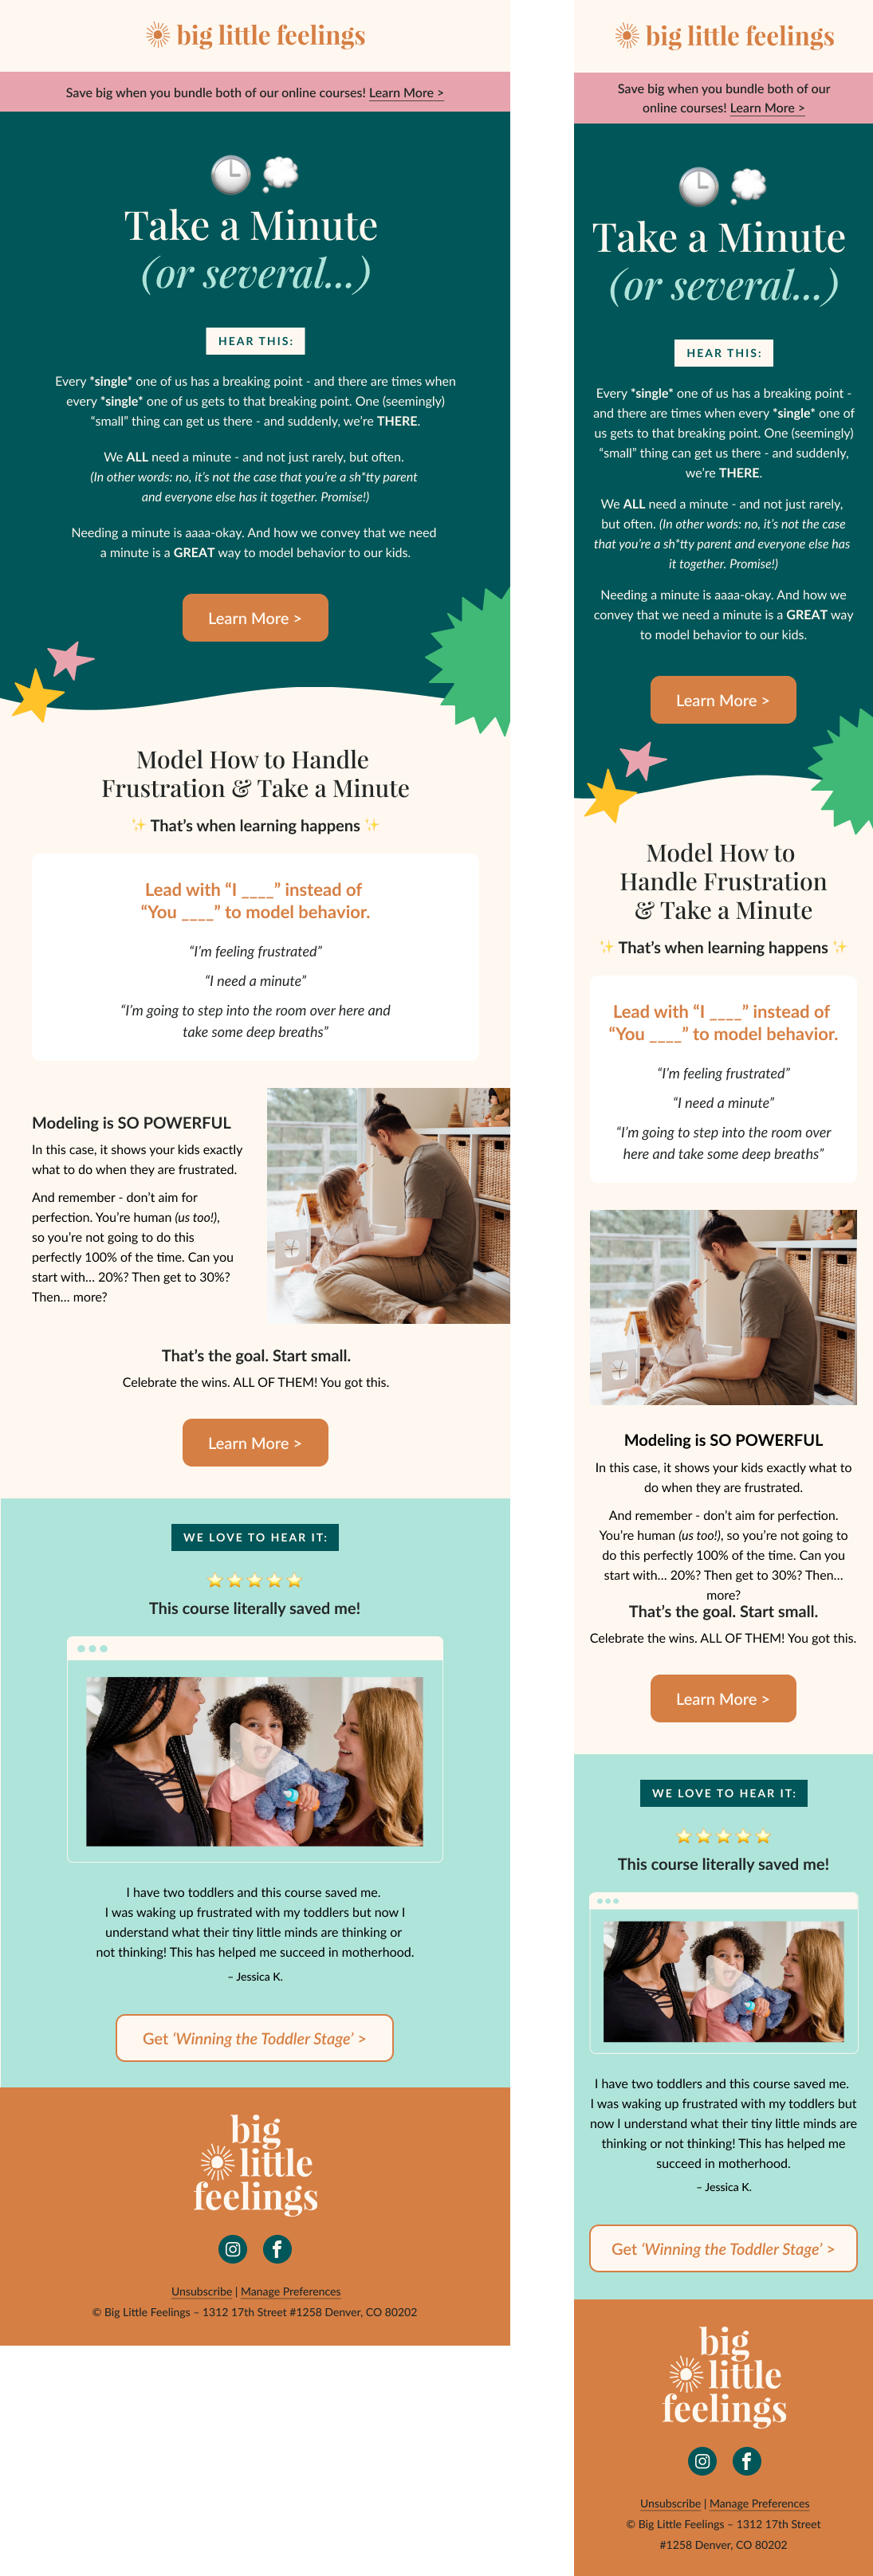 big little feelings
Save big when you bundle both of our online courses! Learn More >
Take a Minute
(or several...)
HEAR THIS:
Every *single* one of us has a breaking point - and there are times when
every *single* one of us gets to that breaking point. One (seemingly)
“small” thing can get us there - and suddenly, we’re THERE.
We ALL need a minute - and not just rarely, but often.
(In other words: no, it’s not the case that you’re a sh*tty parent
and everyone else has it together. Promise!)
Needing a minute is aaaa-okay. And how we convey that we need
a minute is a GREAT way to model behavior to our kids.
Learn More >
Model How to Handle
Frustration & Take a Minute
✨ That’s when learning happens ✨
Lead with “I ____” instead of
“You ____” to model behavior.
“I’m feeling frustrated”
“I need a minute”
“I’m going to step into the room over here and
take some deep breaths”
Modeling is SO POWERFUL
In this case, it shows your kids exactly
what to do when they are frustrated.
And remember - don’t aim for
perfection. You’re human (us too!),
so you’re not going to do this
perfectly 100% of the time. Can you
start with... 20%? Then get to 30%?
Then... more?
That’s the goal. Start small.
Celebrate the wins. ALL OF THEM! You got this.
Learn More >
WE LOVE TO HEAR IT:
This course literally saved me!
I have two toddlers and this course saved me.
I was waking up frustrated with my toddlers but now I
understand what their tiny little minds are thinking or
not thinking! This has helped me succeed in motherhood.
– Jessica K.
Get ‘Winning the Toddler Stage’ >
big
little
feelings
Unsubscribe | Manage Preferences
© Big Little Feelings – 1312 17th Street #1258 Denver, CO 80202
big little feelings
Save big when you bundle both of our
online courses! Learn More >
Take a Minute
(or several...)
HEAR THIS:
Every *single* one of us has a breaking point -
and there are times when every *single* one of
us gets to that breaking point. One (seemingly)
“small” thing can get us there - and suddenly,
we’re THERE.
We ALL need a minute - and not just rarely,
but often. (In other words: no, it’s not the case
that you’re a sh*tty parent and everyone else has
it together. Promise!)
Needing a minute is aaaa-okay. And how we
convey that we need a minute is a GREAT way
to model behavior to our kids.
Learn More >
Model How to
Handle Frustration
& Take a Minute
✨ That’s when learning happens ✨
Lead with “I ____” instead of
“You ____” to model behavior.
“I’m feeling frustrated”
“I need a minute”
“I’m going to step into the room over
here and take some deep breaths”
Modeling is SO POWERFUL
In this case, it shows your kids exactly what to
do when they are frustrated.
And remember - don’t aim for perfection.
You’re human (us too!), so you’re not going to
do this perfectly 100% of the time. Can you
start with... 20%? Then get to 30%? Then...
more?
That’s the goal. Start small.
Celebrate the wins. ALL OF THEM! You got this.
Learn More >
WE LOVE TO HEAR IT:
This course literally saved me!
I have two toddlers and this course saved me.
I was waking up frustrated with my toddlers but
now I understand what their tiny little minds are
thinking or not thinking! This has helped me
succeed in motherhood.
– Jessica K.
Get ‘Winning the Toddler Stage’ >
big
little
feelings
Unsubscribe | Manage Preferences
© Big Little Feelings – 1312 17th Street
#1258 Denver, CO 80202